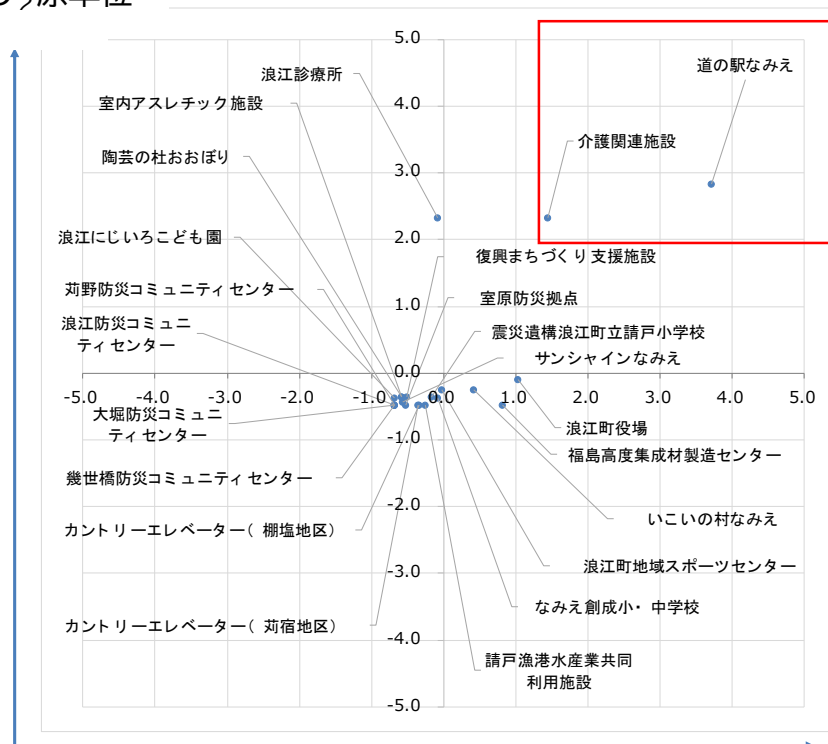 原単位
5.0
道の駅なみえ
浪江診療所
室内アスレチック施設
4.0
介護関連施設
陶芸の杜おおぼり
3.0
浪江にじいろこども園
2.0
復興まちづくり支援施設
苅野防災コミュニティセンター
1.0
室原防災拠点
浪江防災コミュニ
ティセンター
震災遺構浪江町立請戸小学校
サンシャインなみえ
0.0
-5.0 -4.0 -3.0 -2.0 -1.0 0.0 1.0 2.0 3.0 4.0 5.0
大堀防災コミュニ
ティセンター
-1.0
浪江町役場
福島高度集成材製造センター
幾世橋防災コミュニティセンター
-2.0
いこいの村なみえ
カントリーエレベーター(棚塩地区)
-3.0
浪江町地域スポーツセンター
なみえ創成小・中学校
カントリーエレベーター(苅宿地区)
-4.0
請戸漁港水産業共同
利用施設
-5.0